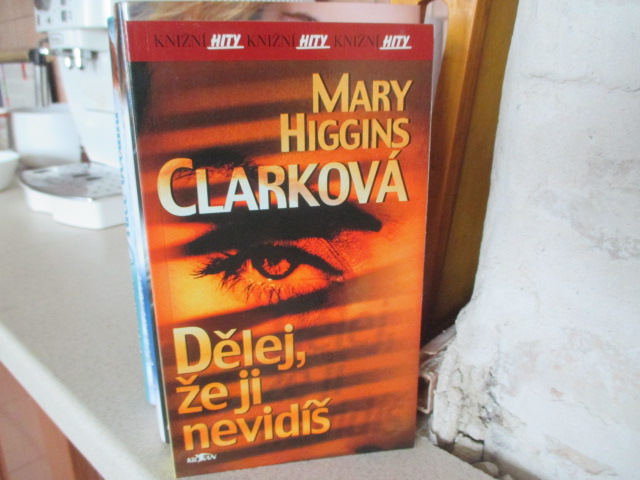 KNIŽNÍ HITY KNIŽNÍ HITY KNIŽNÍ HITY
MARY
HIGGINS
CLARKOVÁ
Dělej,
že ji
nevidíš